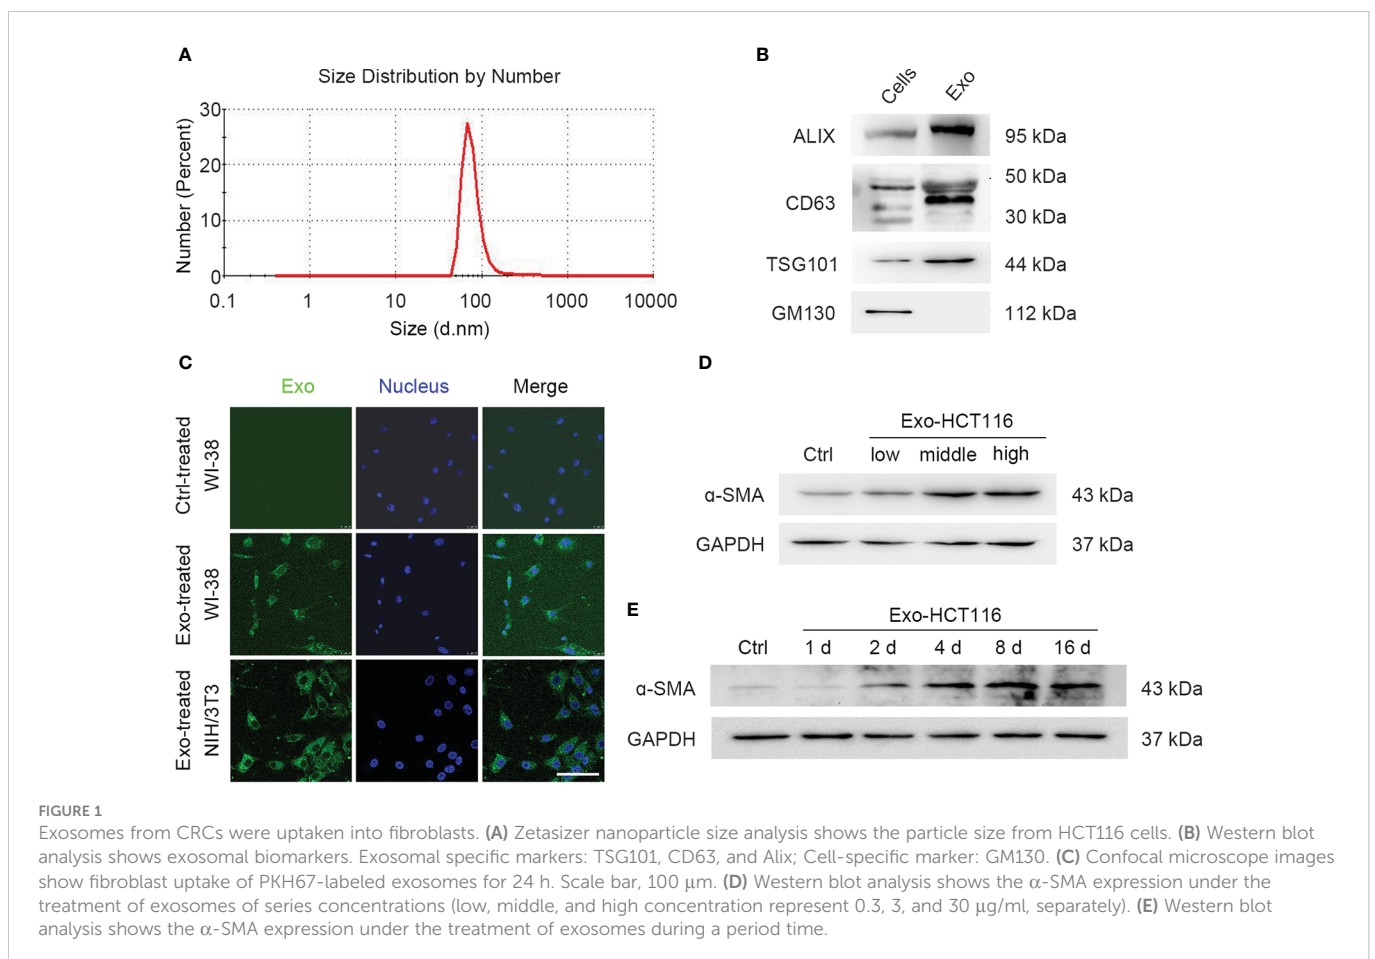 A
Size Distribution by Number
Number (Percent)
30
20
10
0
0.1 1 10 100 1000 10000
Size (d.nm)
B
Cells Exo
ALIX 95 kDa
CD63 50 kDa
30 kDa
TSG101 44 kDa
GM130 112 kDa
C
Exo Nucleus Merge
Ctrl-treated
WI-38
Exo-treated
WI-38
Exo-treated
NIH/3T3
D
Exo-HCT116
Ctrl low middle high
α-SMA 43 kDa
GAPDH 37 kDa
E
Exo-HCT116
Ctrl 1 d 2 d 4 d 8 d 16 d
α-SMA 43 kDa
GAPDH 37 kDa
FIGURE 1
Exosomes from CRCs were uptaken into fibroblasts. (A) Zetasizer nanoparticle size analysis shows the particle size from HCT116 cells. (B) Western blot
analysis shows exosomal biomarkers. Exosomal specific markers: TSG101, CD63, and Alix; Cell-specific marker: GM130. (C) Confocal microscope images
show fibroblast uptake of PKH67-labeled exosomes for 24 h. Scale bar, 100 μm. (D) Western blot analysis shows the α-SMA expression under the
treatment of exosomes of series concentrations (low, middle, and high concentration represent 0.3, 3, and 30 μg/ml, separately). (E) Western blot
analysis shows the α-SMA expression under the treatment of exosomes during a period time.